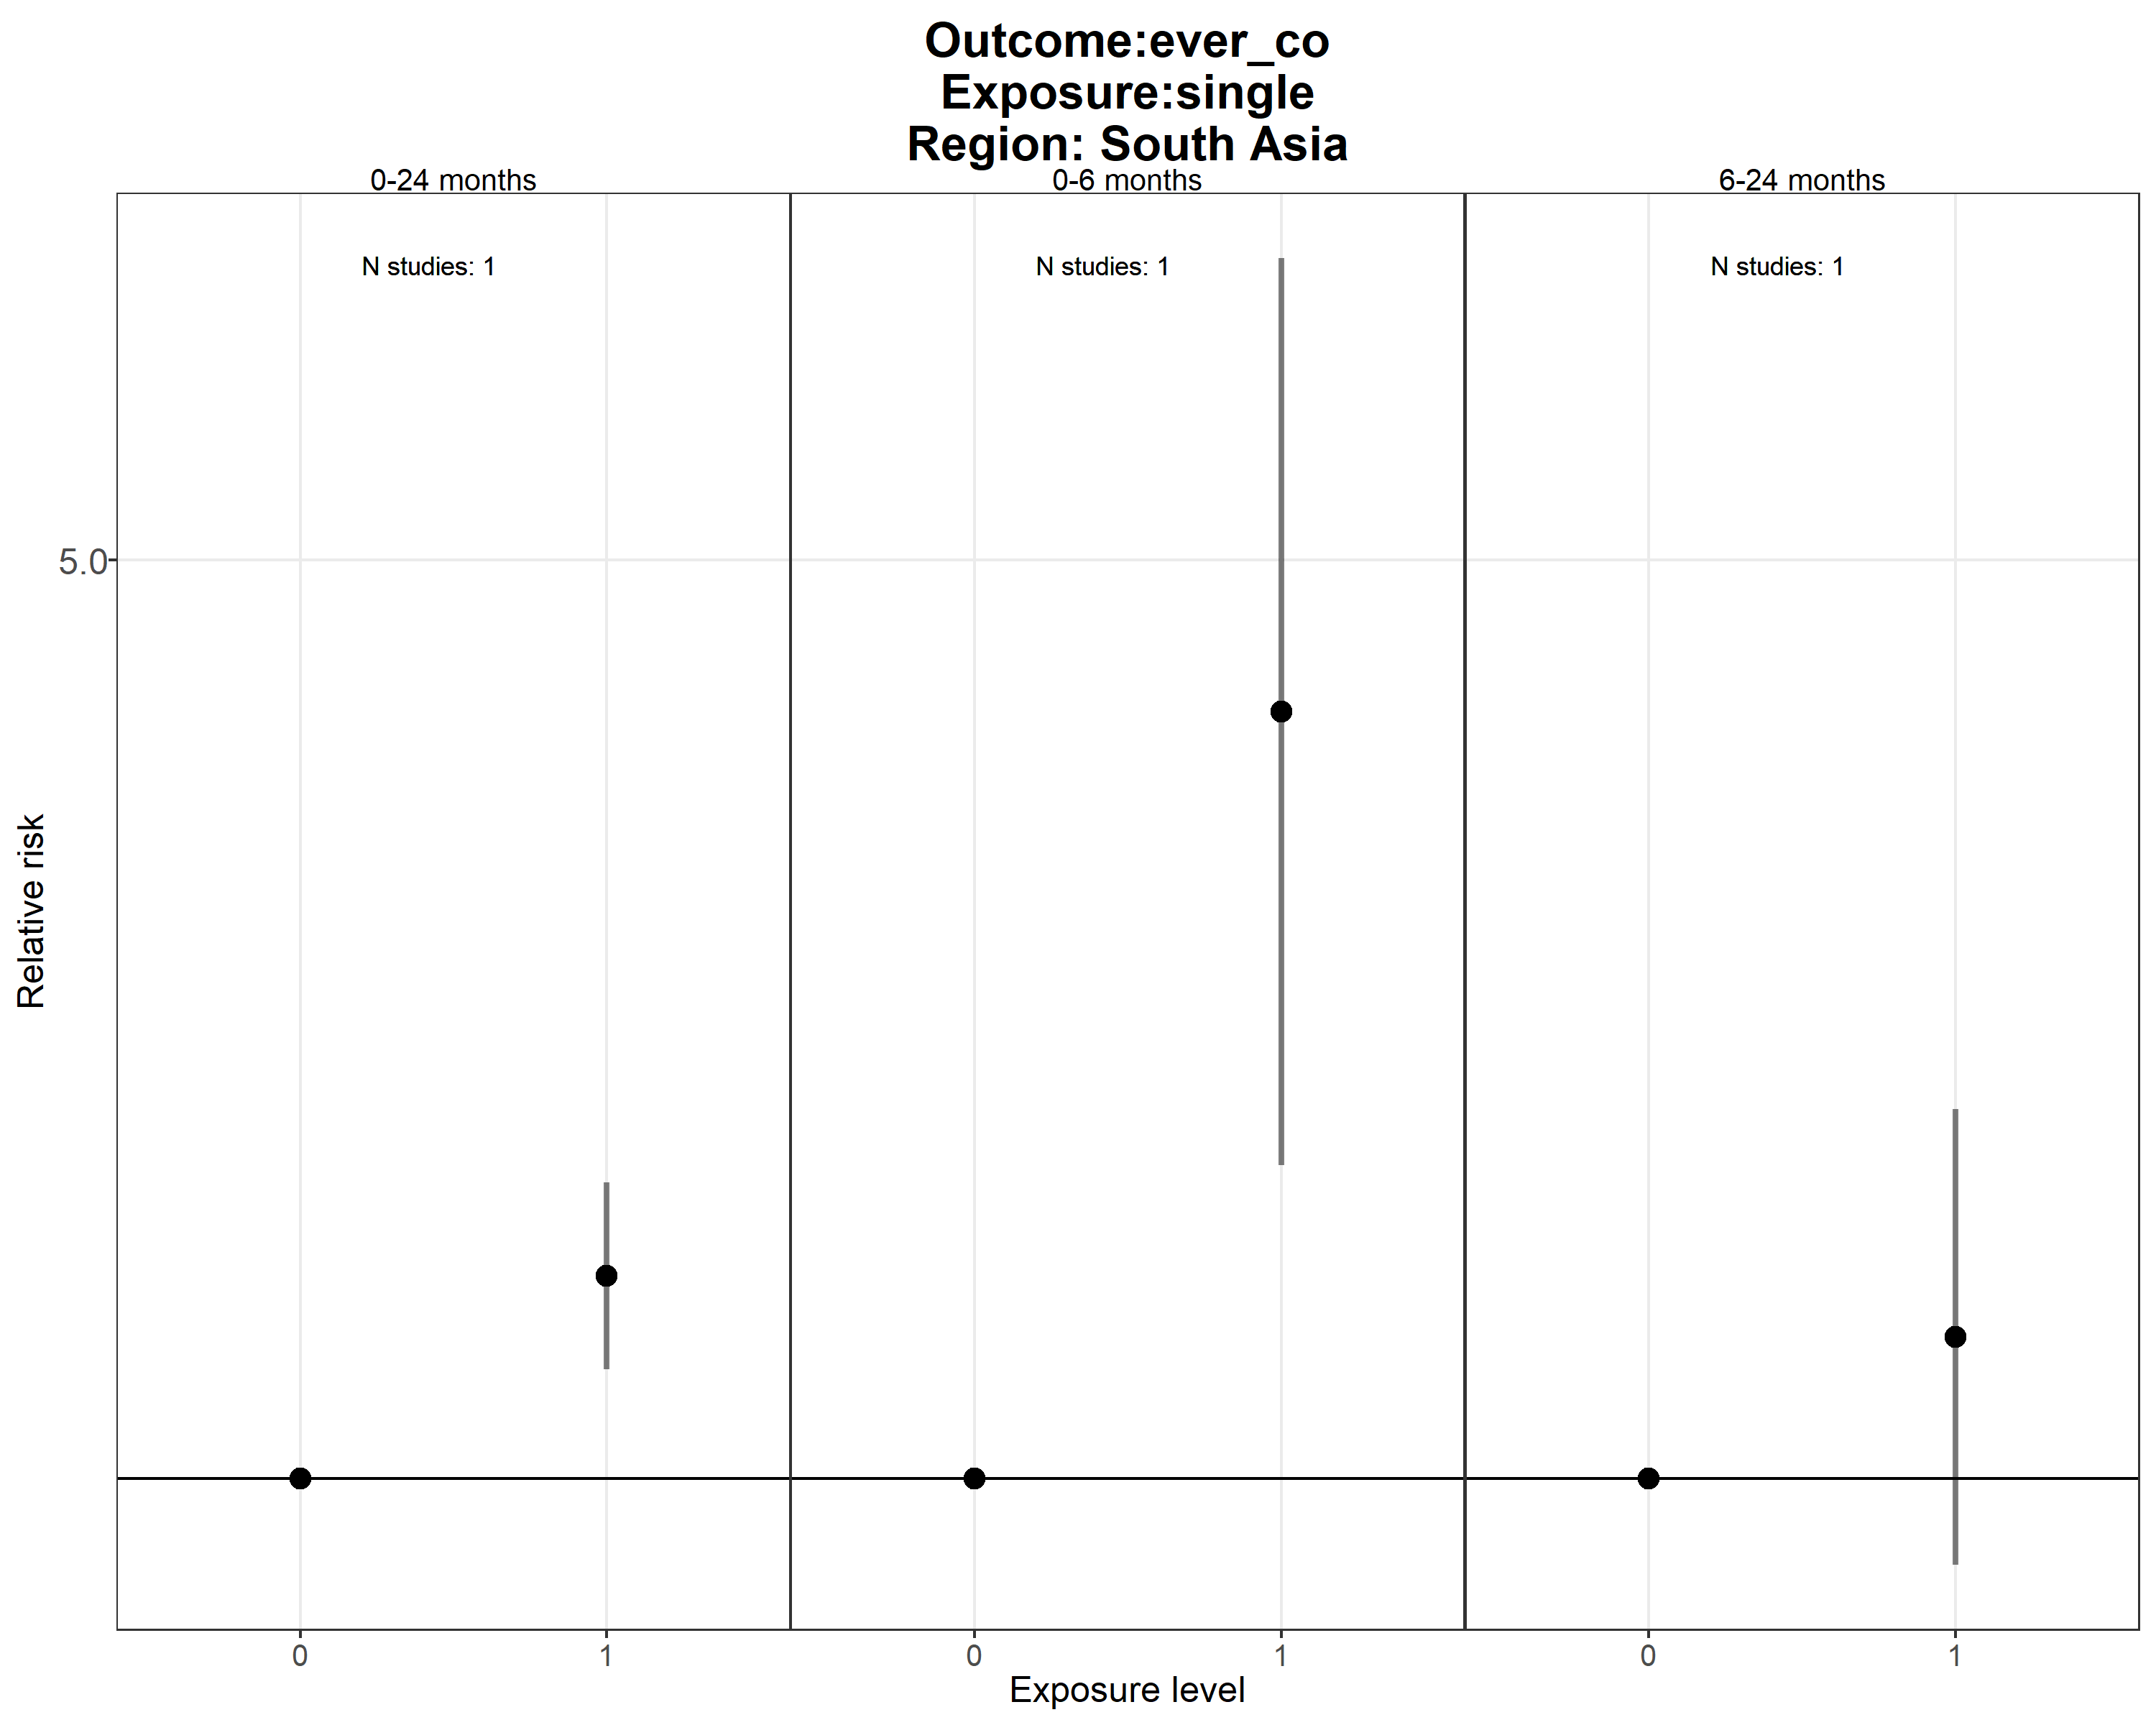 Outcome:ever_co
Exposure:single
Region: South Asia
0-24 months
0-6 months
6-24 months
N studies: 1
N studies: 1
N studies: 1
5.0
Relative risk
0
1
0
1
0
1
Exposure level